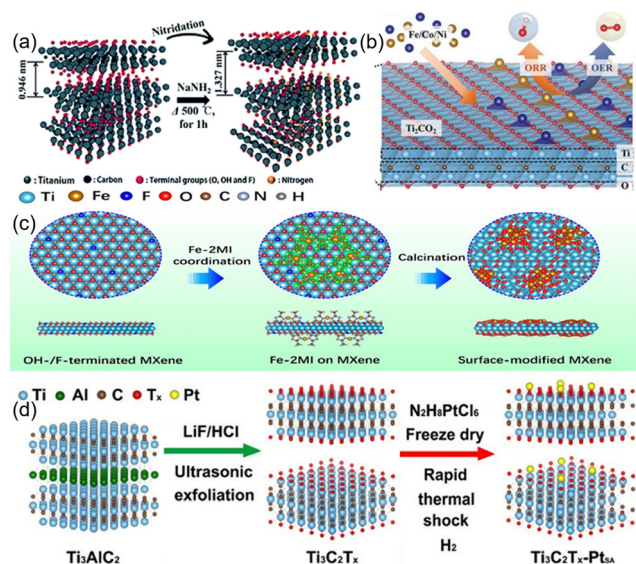 (a)
Nitridation
0.946 nm
NaNH2
Δ 500 ℃,
for 1h
1.327 nm
: Titanium : Carbon : Terminal groups (O, OH and F) : Nitrogen
Ti Fe F O C N H
(b)
Fe/Co/Ni
ORR
OER
Ti2CO2
Ti
C
O
(c)
Fe-2MI
coordination
Calcination
OH-/F-terminated MXene
Fe-2MI on MXene
Surface-modified MXene
(d)
Ti Al C Tx Pt
LiF/HCl
Ultrasonic
exfoliation
N2H8PtCl6
Freeze dry
Rapid
thermal
shock
H2
Ti3AlC2
Ti3C2Tx
Ti3C2Tx-PtSA